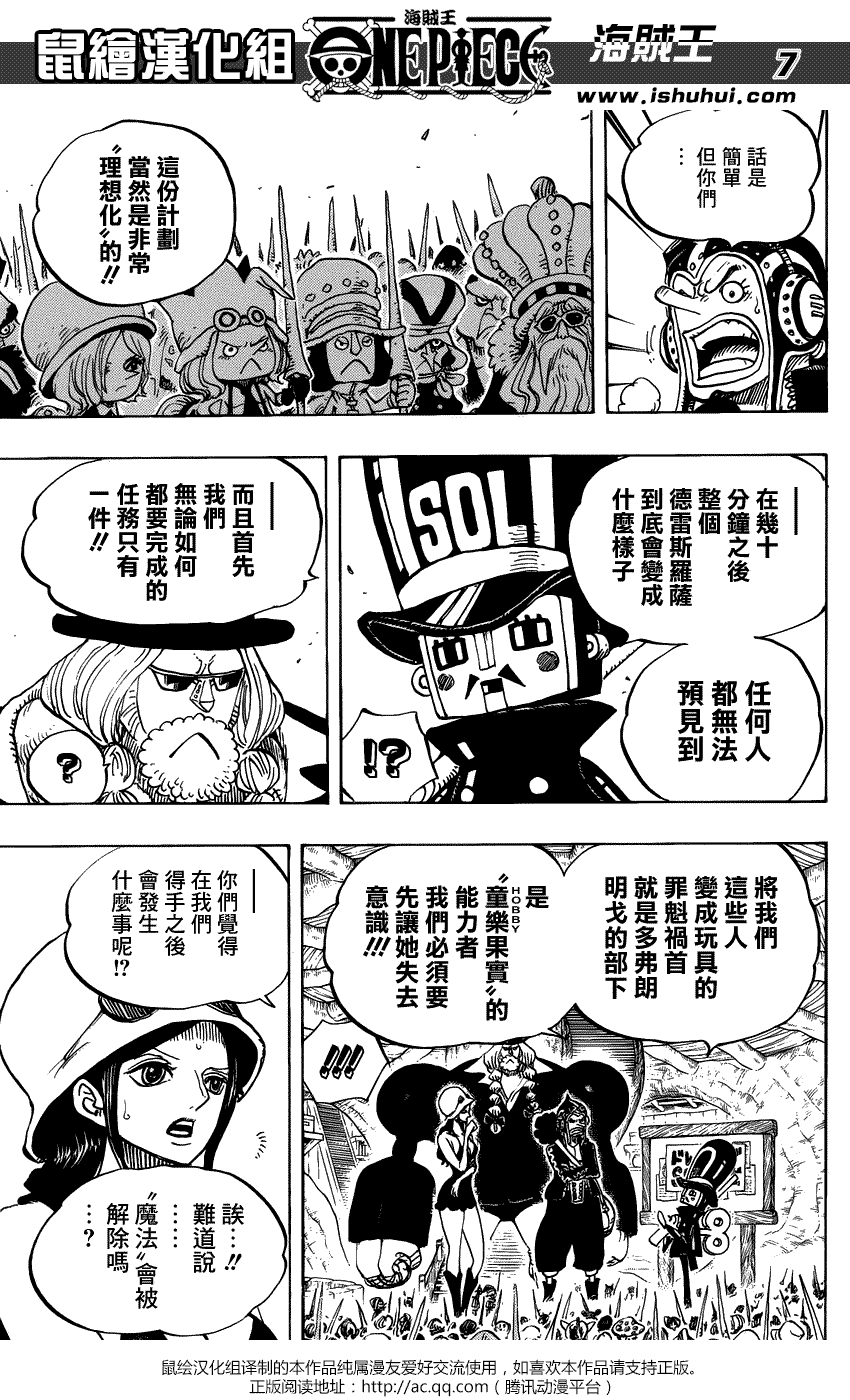 鼠繪漢化組
海賊王
ONE PIECE
海賊王
7
www.ishuhui.com
話是
簡單
但你們
…
這份計劃
當然是非常
〝理想化〞的!!
在幾十
分鐘之後
整個
德雷斯羅薩
到底會變成
什麼樣子
SOL
任何人
都無法
預見到
!?
而且首先
我們
無論如何
都要完成的
任務只有
一件!!
?
將我們
這些人
變成玩具的
罪魁禍首
就是多弗朗
明戈的部下
是
〝童樂果實〞的
HOBBY
能力者
我們必須要
先讓她失去
意識!!!
!!!
你們覺得
在我們
得手之後
會發生
什麼事呢!?
誒…!!
難道說
……
〝魔法〞會被
解除嗎
…?
鼠绘汉化组译制的本作品纯属漫友爱好交流使用，如喜欢本作品请支持正版。
正版阅读地址：http://ac.qq.com（腾讯动漫平台）